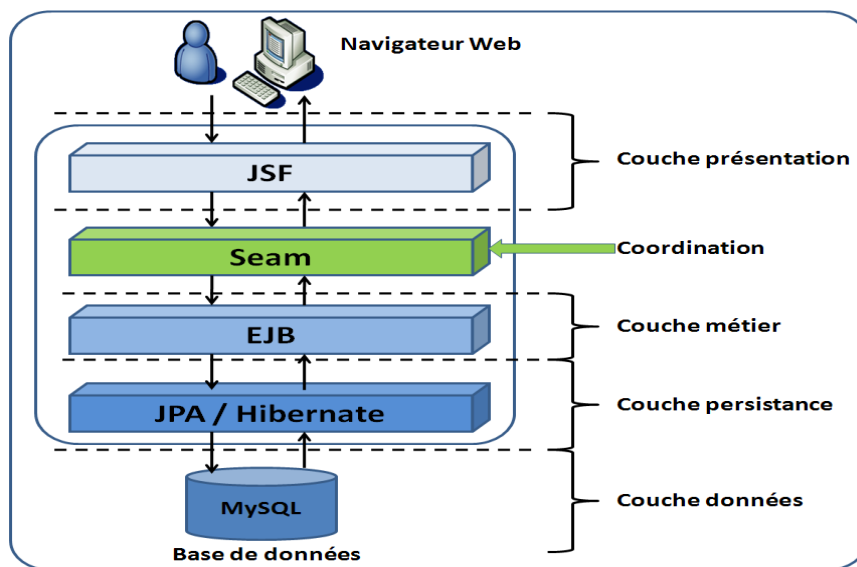 Navigateur Web
JSF
Couche présentation
Seam
Coordination
EJB
Couche métier
JPA / Hibernate
Couche persistance
MySQL
Couche données
Base de données